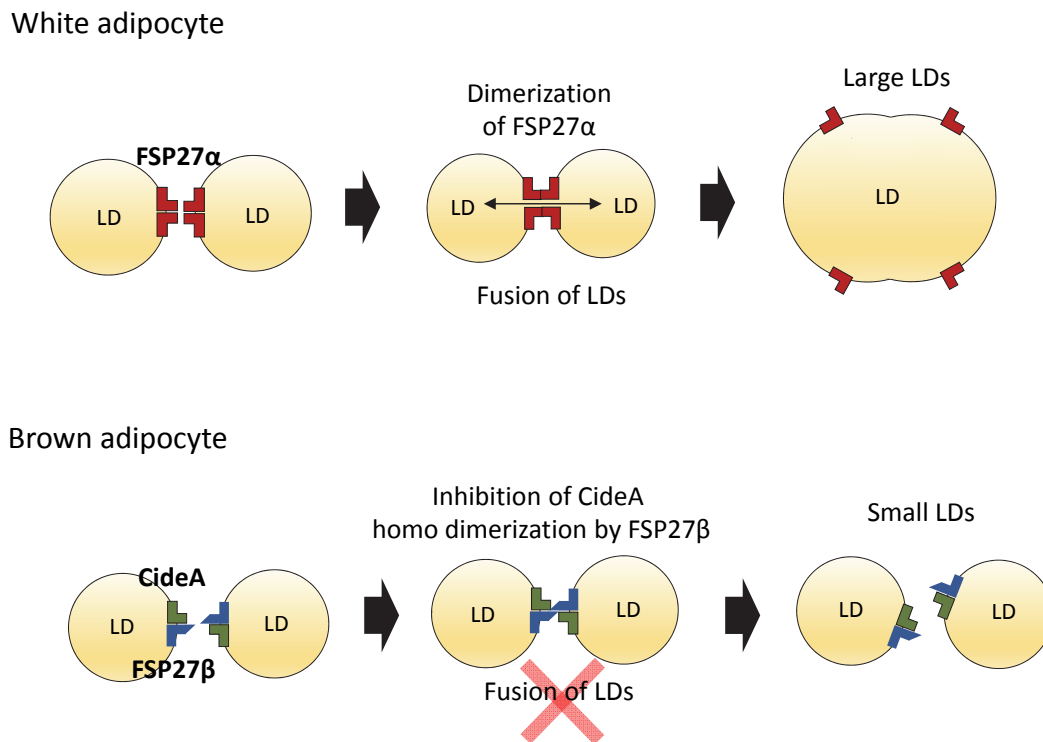 White adipocyte
FSP27α
LD
LD
Dimerization
of FSP27α
LD
LD
Fusion of LDs
Large LDs
LD
Brown adipocyte
CideA
LD
LD
FSP27β
Inhibition of CideA
homo dimerization by FSP27β
LD
LD
Fusion of LDs
Small LDs
LD
LD